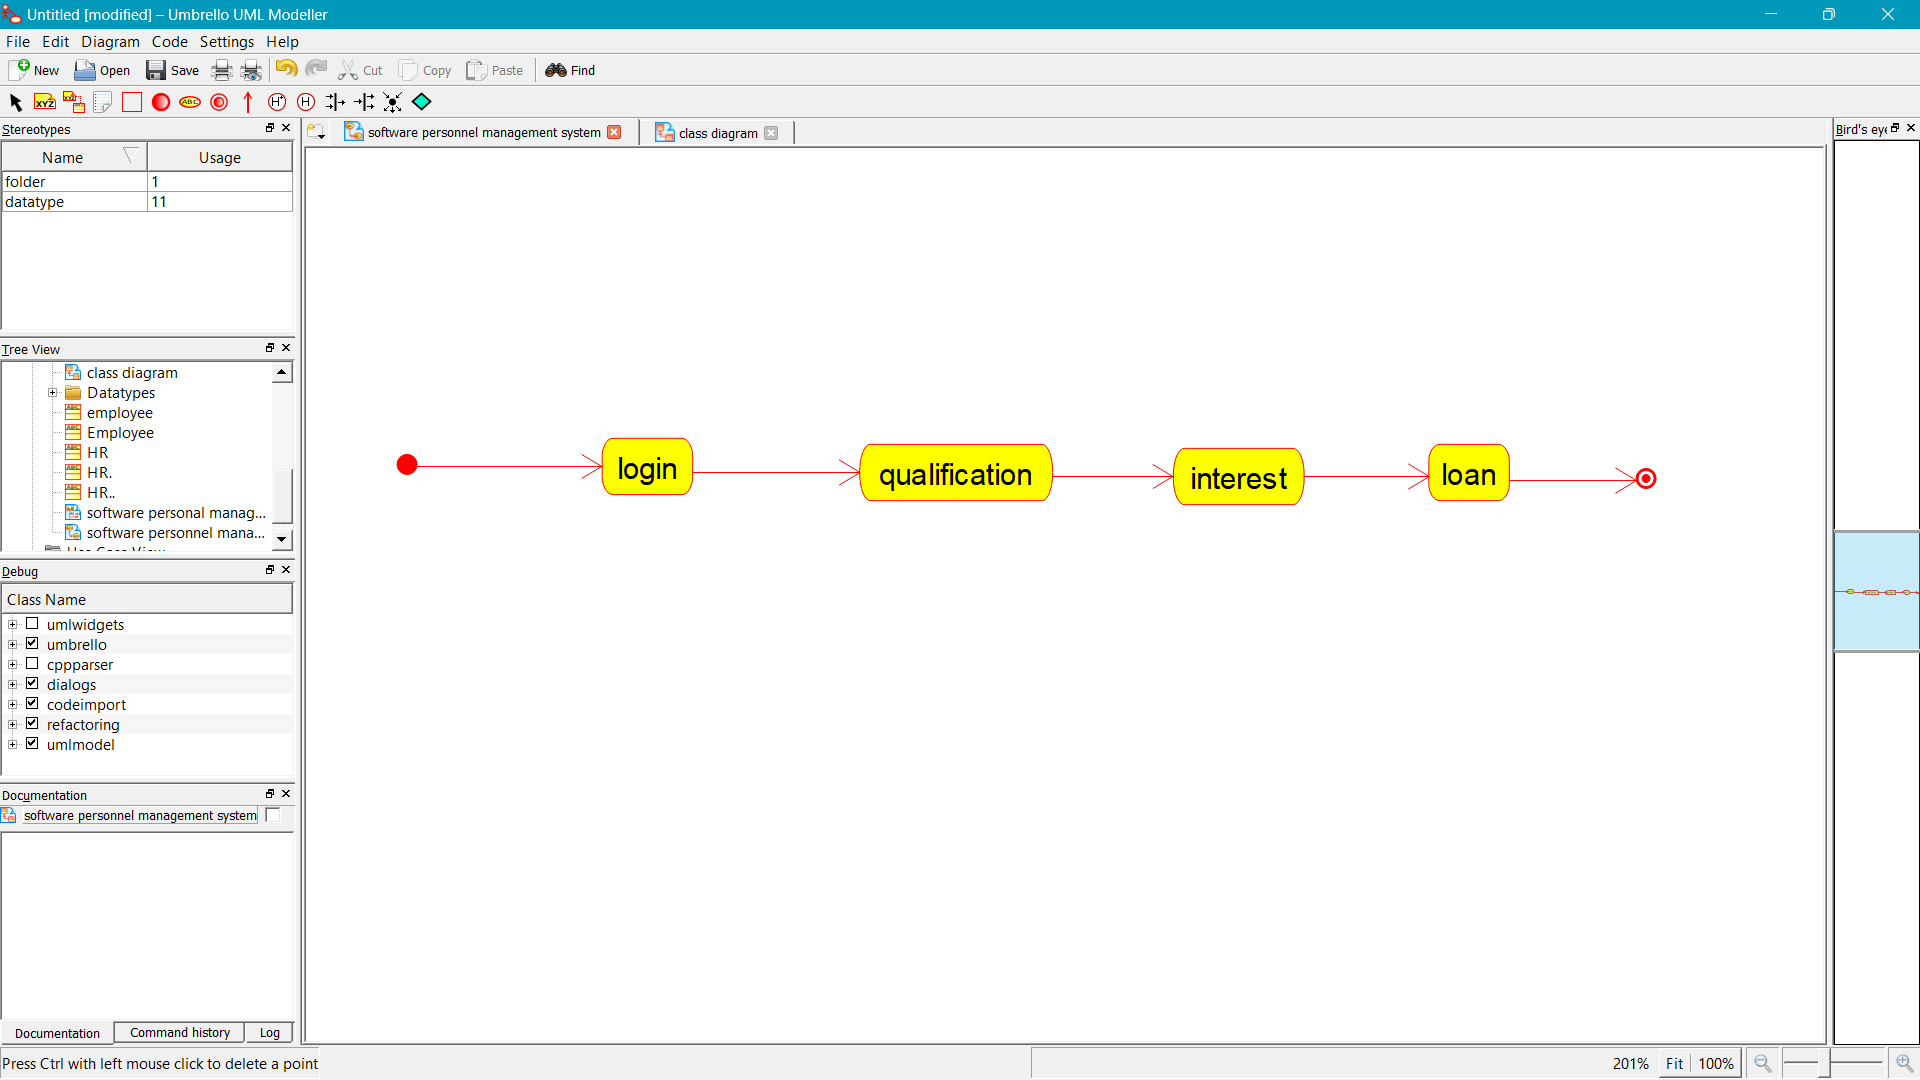 Untitled [modified] – Umbrello UML Modeller
File Edit Diagram Code Settings Help
New Open Save Cut Copy Paste Find
XYZ ABC H* H
Stereotypes
software personnel management system class diagram
Bird's eye
Name Usage
folder 1
datatype 11
Tree View
class diagram
Datatypes
employee
Employee
HR
HR.
HR..
software personal manag...
software personnel mana...
login qualification interest loan
Debug
Class Name
umlwidgets
umbrello
cppparser
dialogs
codeimport
refactoring
umlmodel
Documentation
software personnel management system
Documentation Command history Log
Press Ctrl with left mouse click to delete a point 201% Fit 100%